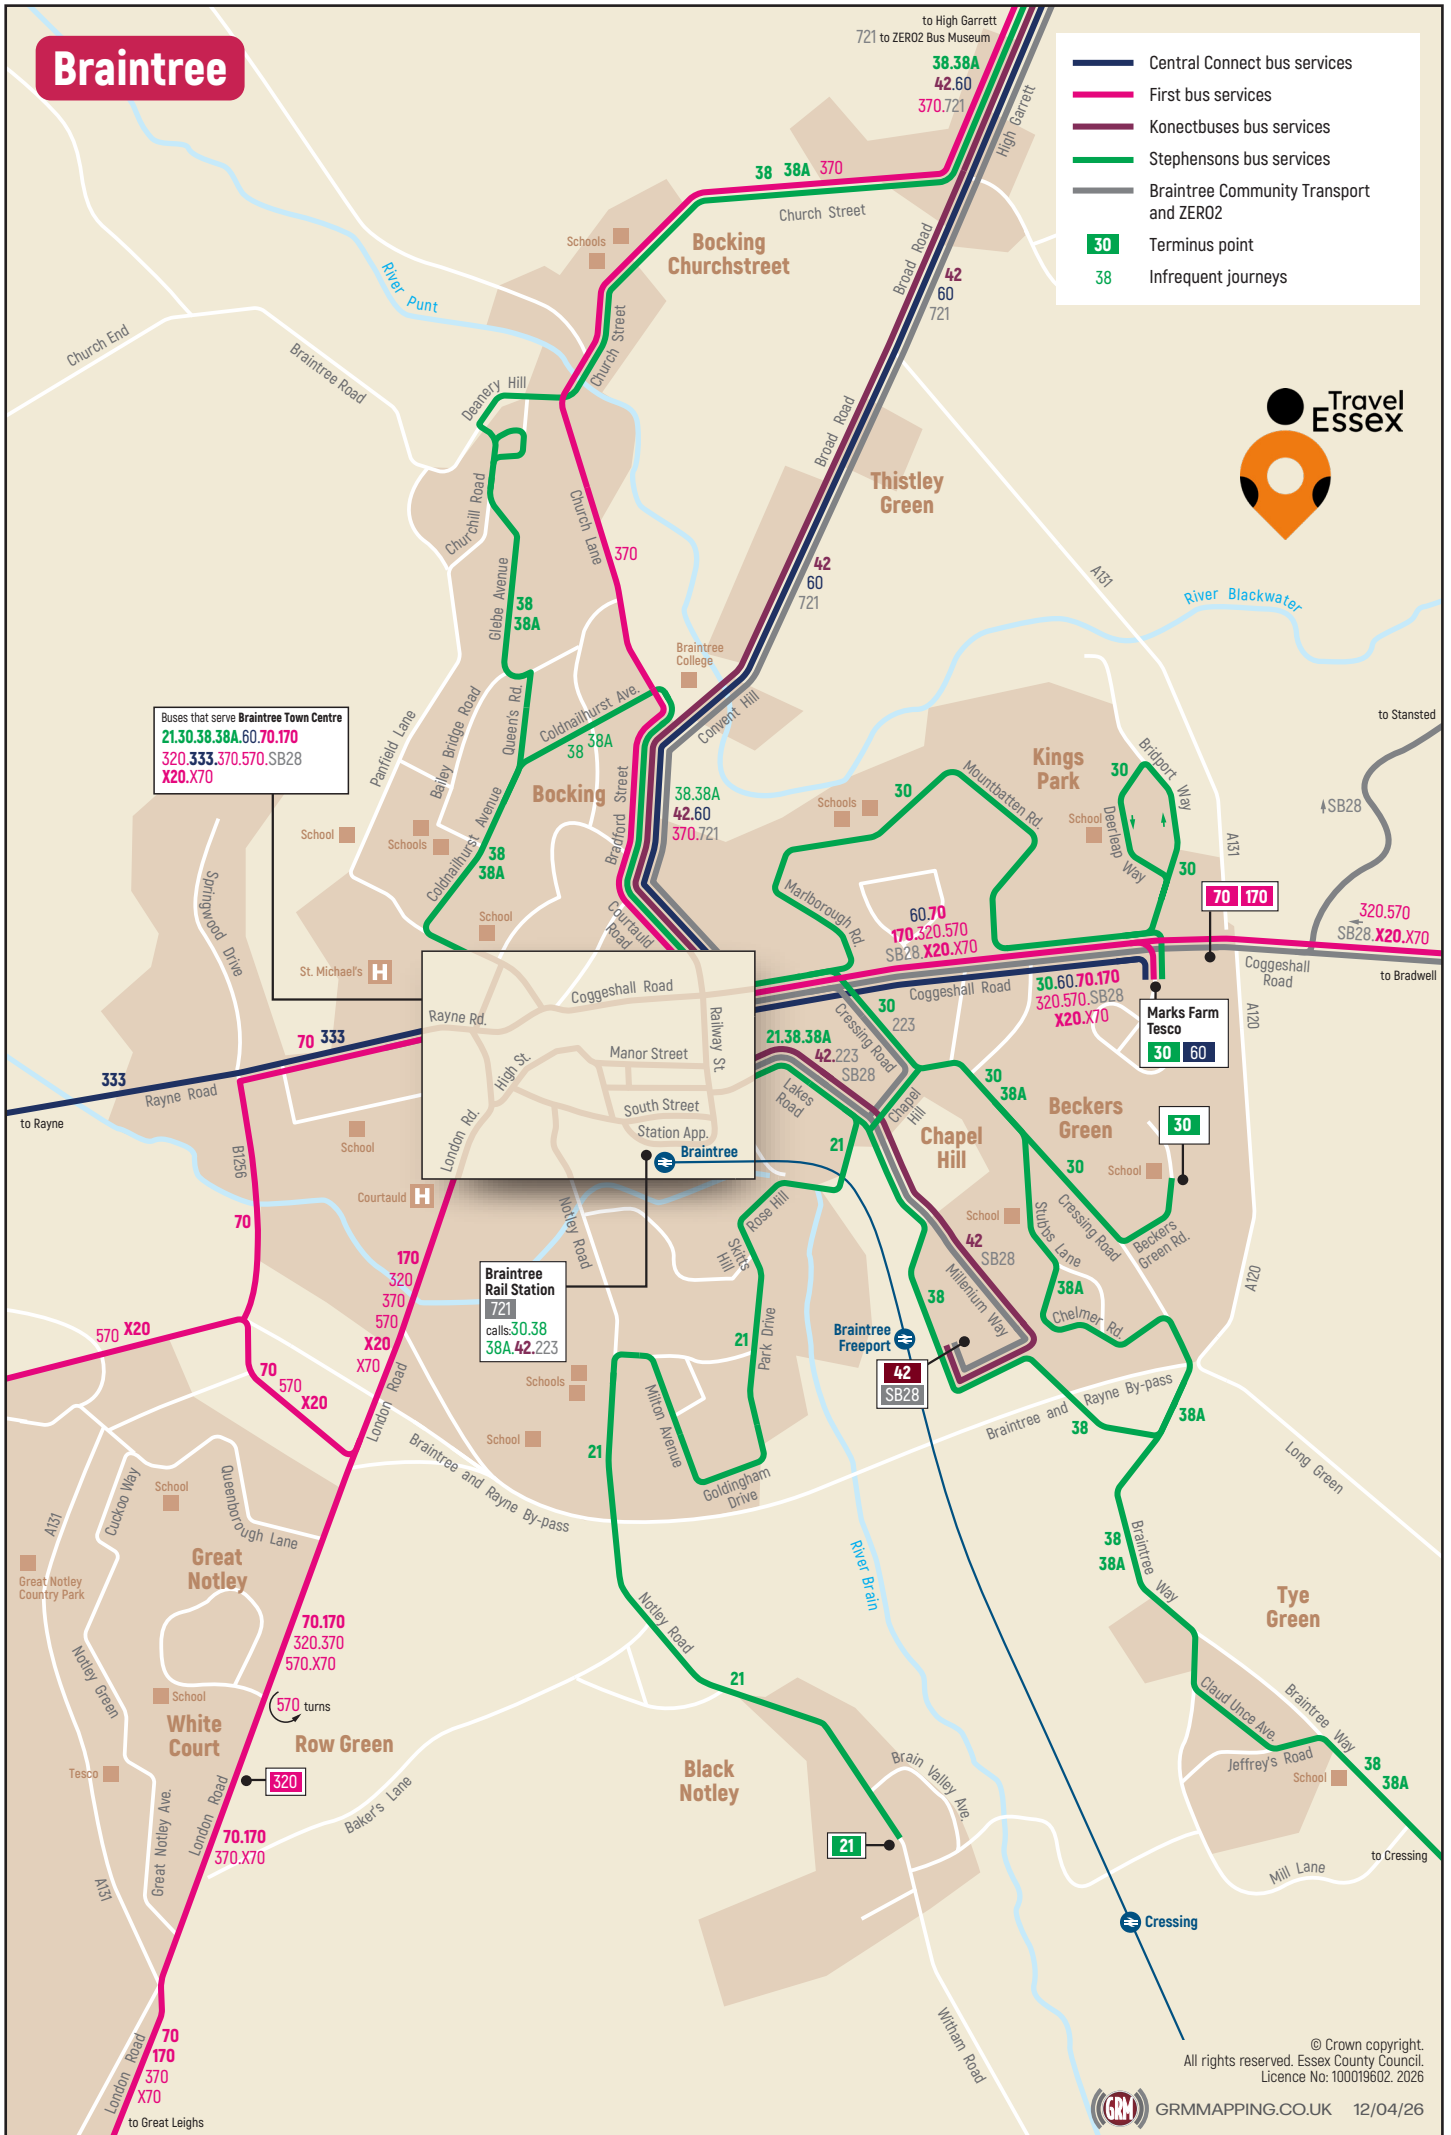 Braintree
to High Garrett
721 to ZERO2 Bus Museum
38.38A
42.60
370.721
High Garrett
Central Connect bus services
First bus services
Konectbuses bus services
Stephensons bus services
Braintree Community Transport
and ZERO2
30 Terminus point
38 Infrequent journeys
38 38A 370
Church Street
Schools
Bocking
Churchstreet
River Punt
Church Street
Broad Road
42
60
721
Church End
Braintree Road
Deanery Hill
Travel
Essex
Broad Road
Thistley
Green
Churchill Road
Church Lane
370
42
60
721
A131
River Blackwater
Glebe Avenue
38
38A
Braintree
College
Convent Hill
Queen's Rd.
Coldnailhurst Ave.
38 38A
Bailey Bridge Road
Panfield Lane
Buses that serve Braintree Town Centre
21.30.38.38A.60.70.170
320.333.370.570.SB28
X20.X70
to Stansted
Kings
Park
Bridport Way
30
Mountbatten Rd.
30
Schools
School
Deerleap Way
SB28
A131
Bocking
Bradford Street
38.38A
42.60
370.721
School
Schools
Coldnailhurst Avenue
38
38A
30
Marlborough Rd.
70 170
Springwood Drive
School
Courtauld
Road
60.70
170.320.570
SB28.X20.X70
320.570
SB28.X20.X70
St. Michael's H
Coggeshall Road
Coggeshall
Road
to Bradwell
Coggeshall Road
30.60.70.170
320.570.SB28
X20.X70
Marks Farm
Tesco
30 60
A120
Rayne Rd.
Railway St.
Cressing Road
30
223
70 333
333
Rayne Road
to Rayne
High St.
Manor Street
South Street
Station App.
Braintree
London Rd.
21.38.38A
42.223
SB28
Lakes
Road
Chapel
Hill
30
38A
Beckers
Green
30
Chapel
Hill
21
School
B1256
Courtauld H
30
School
Rose Hill
Skitts
Hill
Notley Road
School
Stubbs Lane
Cressing Road
Beckers
Green Rd.
70
170
320
370
570
X20
X70
42
SB28
Millenium Way
38
38A
Chelmer Rd.
A120
Braintree
Rail Station
721
calls:30.38
38A.42.223
570 X20
21
Park Drive
Braintree
Freeport
42
SB28
70
570
X20
London Road
Schools
School
Milton Avenue
21
Goldingham
Drive
Braintree and Rayne By-pass
38
38A
Braintree and Rayne By-pass
Long Green
Cuckoo Way
School
Queenborough Lane
A131
Great Notley
Country Park
Great
Notley
38
38A
Braintree Way
River Brain
Tye
Green
Notley Road
70.170
320.370
570.X70
Notley Green
School
570 turns
21
White
Court
Row Green
Claud Unce Ave.
Braintree Way
Jeffrey's Road
School
38
38A
Tesco
320
Black
Notley
Brain Valley Ave.
London Road
Baker's Lane
Great Notley Ave.
70.170
370.X70
21
to Cressing
Mill Lane
A131
Cressing
Witham Road
London Road
70
170
370
X70
to Great Leighs
© Crown copyright.
All rights reserved. Essex County Council.
Licence No: 100019602. 2026
GRM GRMMAPPING.CO.UK 12/04/26